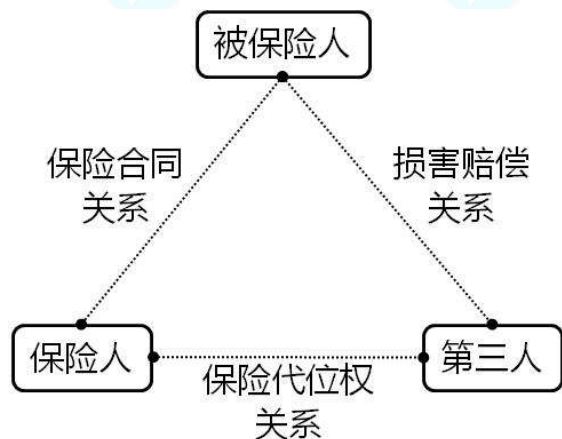 被保险人
保险合同
关系
损害赔偿
关系
保险人
第三人
保险代位权
关系